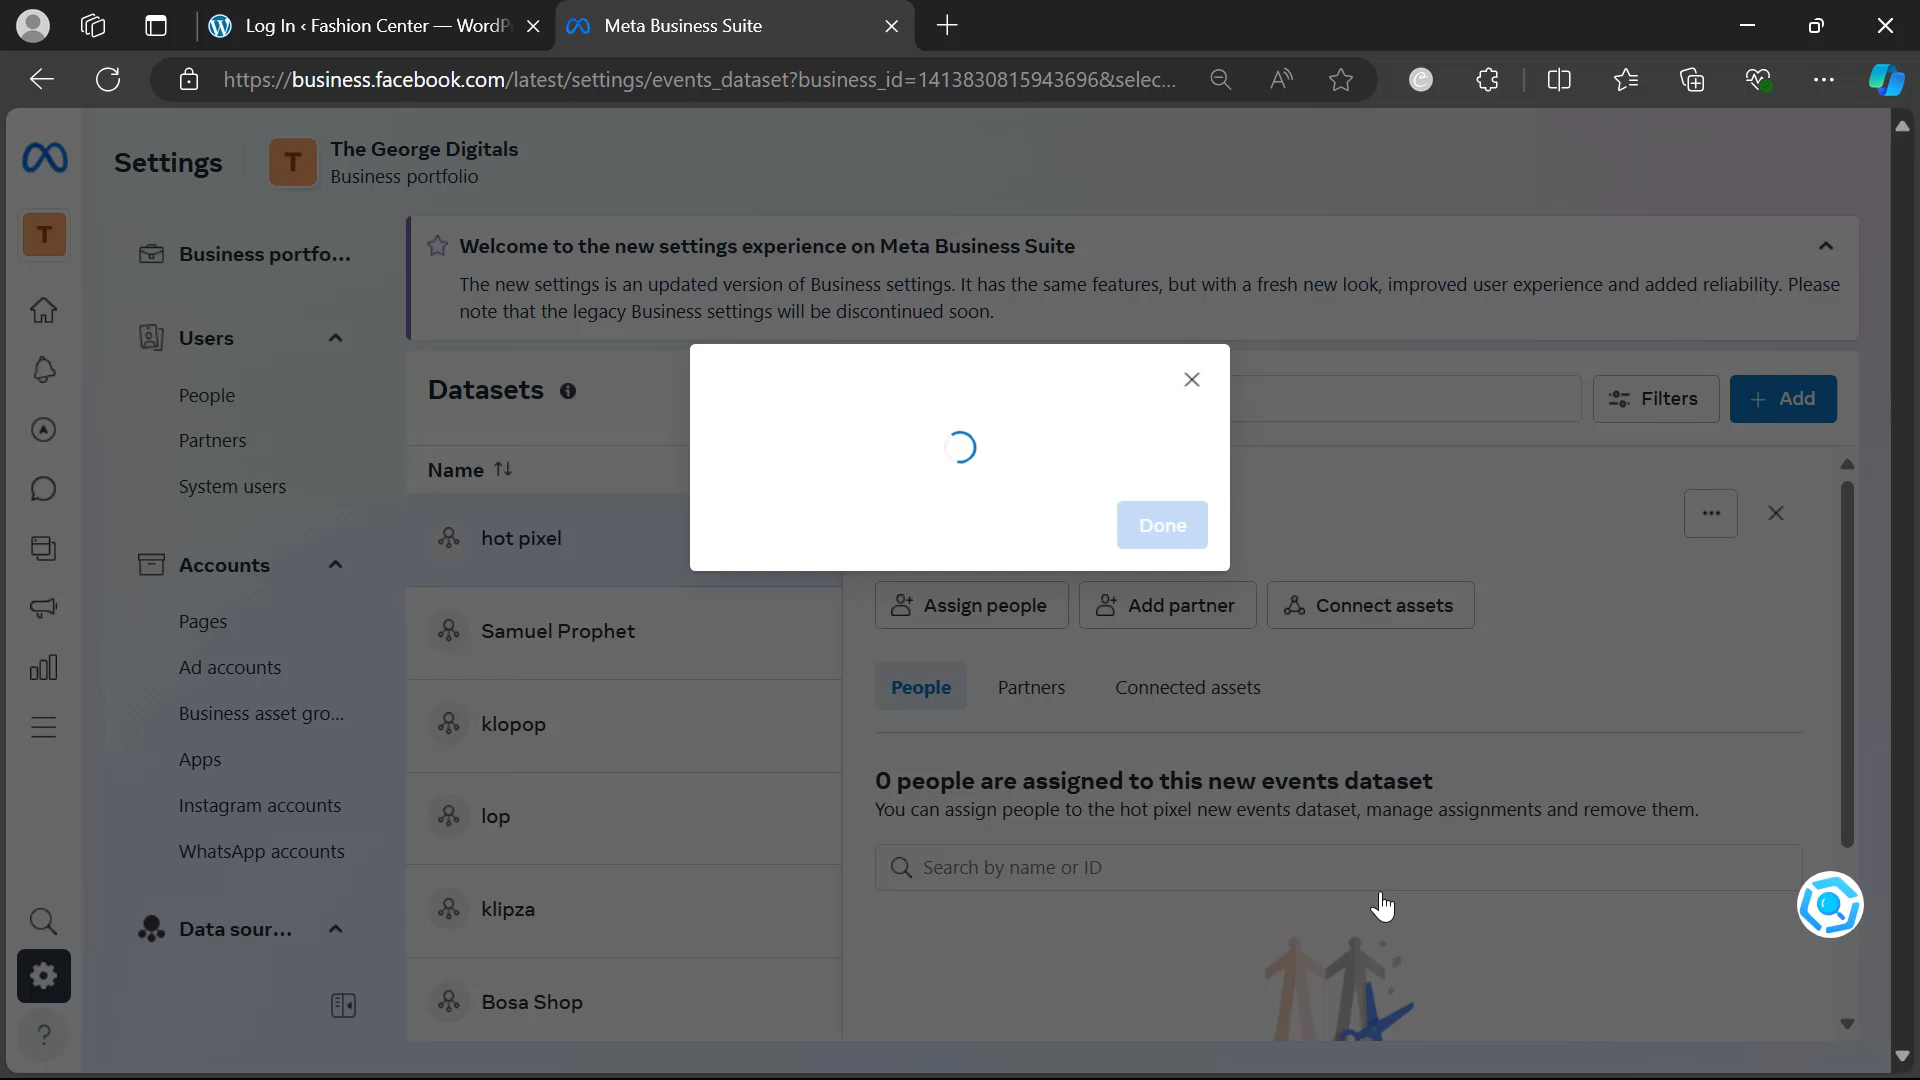 Log In ‹ Fashion Center — WordP
Meta Business Suite
https://business.facebook.com/latest/settings/events_dataset?business_id=1413830815943696&selec...
Settings
T
The George Digitals
Business portfolio
T
Business portfo...
Users
People
Partners
System users
Accounts
Pages
Ad accounts
Business asset gro...
Apps
Instagram accounts
WhatsApp accounts
Data sour...
?
Welcome to the new settings experience on Meta Business Suite
The new settings is an updated version of Business settings. It has the same features, but with a fresh new look, improved user experience and added reliability. Please
note that the legacy Business settings will be discontinued soon.
Datasets
Filters
+ Add
Name
hot pixel
Samuel Prophet
klopop
lop
klipza
Bosa Shop
Done
Assign people
Add partner
Connect assets
People
Partners
Connected assets
0 people are assigned to this new events dataset
You can assign people to the hot pixel new events dataset, manage assignments and remove them.
Search by name or ID